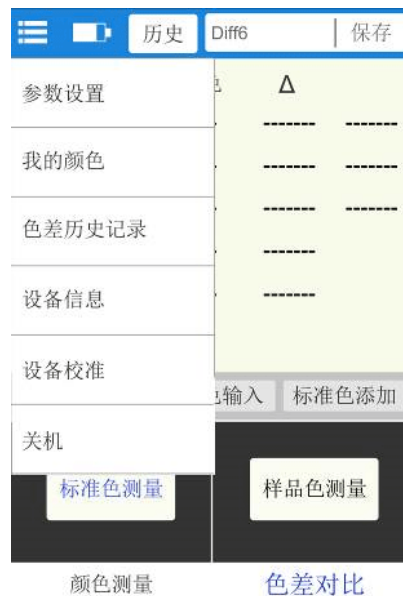 历史 Diff6 保存
参数设置 Δ
------- -------
我的颜色 ------- -------
色差历史记录 ------- -------
-------
设备信息 -------
设备校准
输入 标准色添加
关机
标准色测量 样品色测量
颜色测量 色差对比